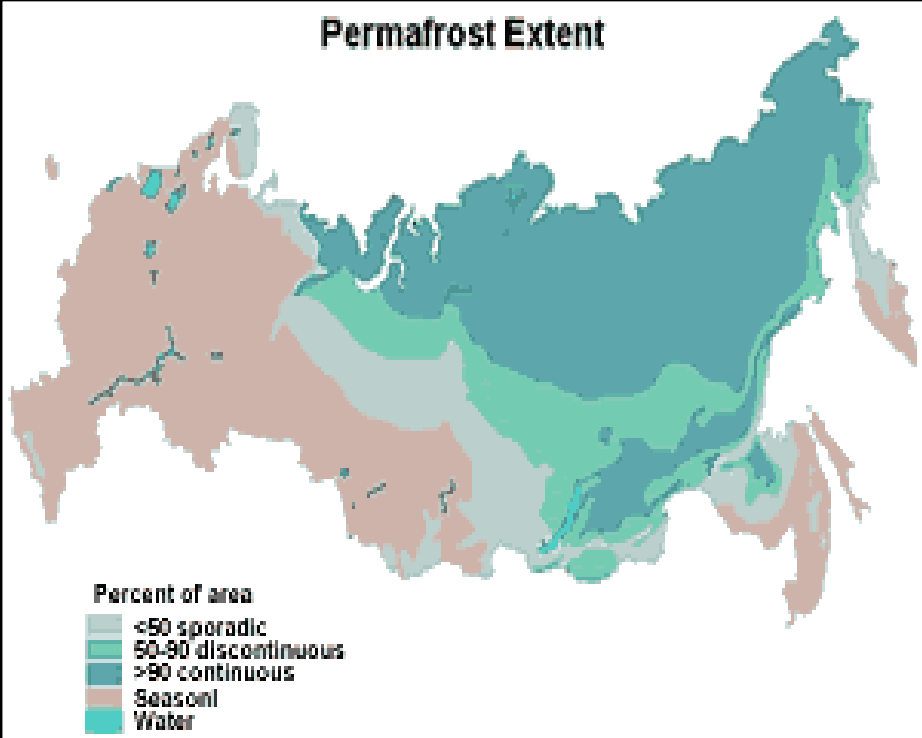 Permafrost Extent
Percent of area
<50 sporadic
50-90 discontinuous
>90 continuous
Seasonl
Water